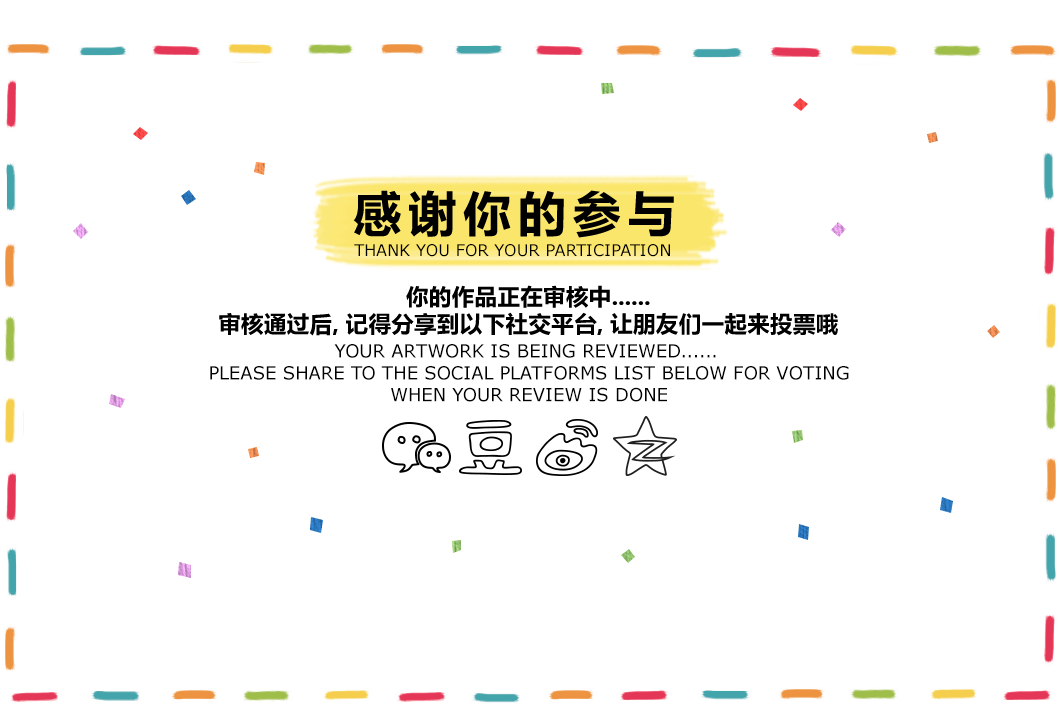 感谢你的参与
THANK YOU FOR YOUR PARTICIPATION
你的作品正在审核中......
审核通过后, 记得分享到以下社交平台, 让朋友们一起来投票哦
YOUR ARTWORK IS BEING REVIEWED......
PLEASE SHARE TO THE SOCIAL PLATFORMS LIST BELOW FOR VOTING
WHEN YOUR REVIEW IS DONE
豆